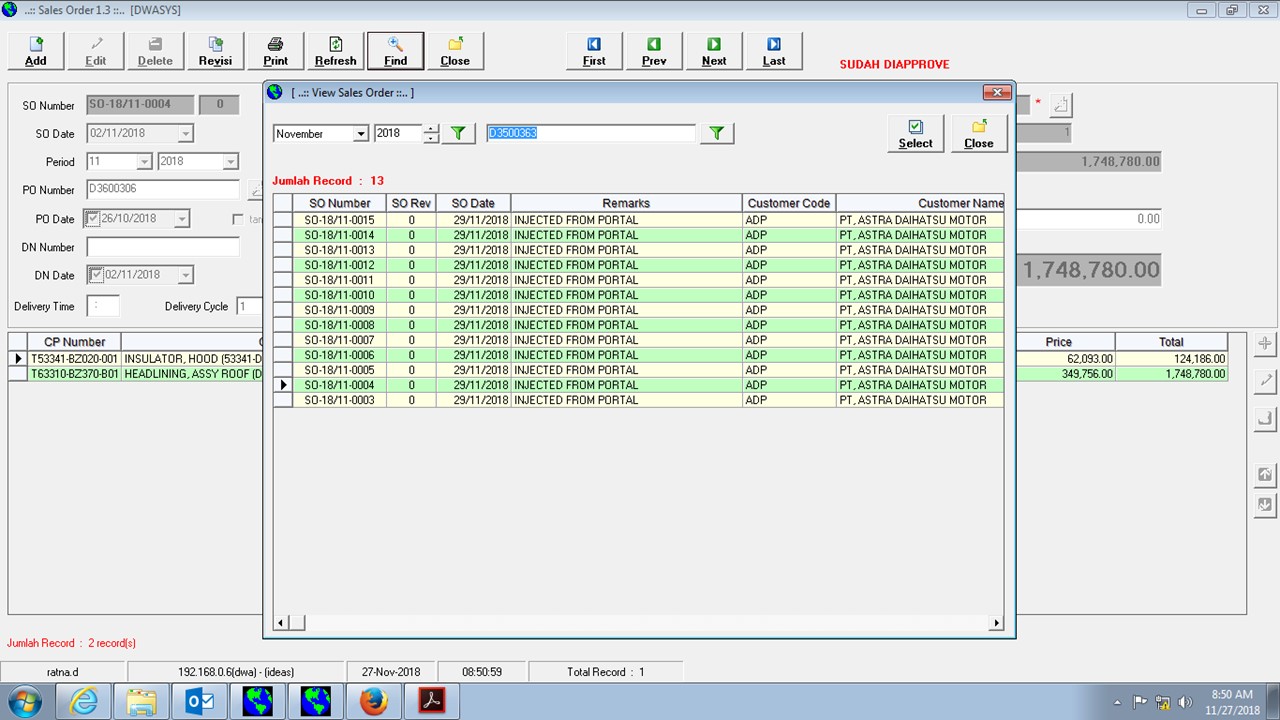 ..:: Sales Order 1.3 ::.. [DWASYS]
Add Edit Delete Revisi Print Refresh Find Close First Prev Next Last
SUDAH DIAPPROVE
SO Number SO-18/11-0004 0 *
SO Date 02/11/2018 1
Period 11 2018 1,748,780.00
PO Number D3600306
PO Date 26/10/2018 0.00
DN Number
DN Date 02/11/2018 1,748,780.00
Delivery Time : Delivery Cycle 1
CP Number Price Total
T53341-BZ020-001 INSULATOR, HOOD (53341-D 62,093.00 124,186.00
T63310-BZ370-B01 HEADLINING, ASSY ROOF (D 349,756.00 1,748,780.00
[ ..:: View Sales Order ::.. ]
November 2018 D3500363 Select Close
Jumlah Record : 13
SO Number SO Rev SO Date Remarks Customer Code Customer Name
SO-18/11-0015 0 29/11/2018 INJECTED FROM PORTAL ADP PT, ASTRA DAIHATSU MOTOR
SO-18/11-0014 0 29/11/2018 INJECTED FROM PORTAL ADP PT, ASTRA DAIHATSU MOTOR
SO-18/11-0013 0 29/11/2018 INJECTED FROM PORTAL ADP PT, ASTRA DAIHATSU MOTOR
SO-18/11-0012 0 29/11/2018 INJECTED FROM PORTAL ADP PT, ASTRA DAIHATSU MOTOR
SO-18/11-0011 0 29/11/2018 INJECTED FROM PORTAL ADP PT, ASTRA DAIHATSU MOTOR
SO-18/11-0010 0 29/11/2018 INJECTED FROM PORTAL ADP PT, ASTRA DAIHATSU MOTOR
SO-18/11-0009 0 29/11/2018 INJECTED FROM PORTAL ADP PT, ASTRA DAIHATSU MOTOR
SO-18/11-0008 0 29/11/2018 INJECTED FROM PORTAL ADP PT, ASTRA DAIHATSU MOTOR
SO-18/11-0007 0 29/11/2018 INJECTED FROM PORTAL ADP PT, ASTRA DAIHATSU MOTOR
SO-18/11-0006 0 29/11/2018 INJECTED FROM PORTAL ADP PT, ASTRA DAIHATSU MOTOR
SO-18/11-0005 0 29/11/2018 INJECTED FROM PORTAL ADP PT, ASTRA DAIHATSU MOTOR
SO-18/11-0004 0 29/11/2018 INJECTED FROM PORTAL ADP PT, ASTRA DAIHATSU MOTOR
SO-18/11-0003 0 29/11/2018 INJECTED FROM PORTAL ADP PT, ASTRA DAIHATSU MOTOR
Jumlah Record : 2 record(s)
ratna.d 192.168.0.6(dwa) - (ideas) 27-Nov-2018 08:50:59 Total Record : 1
8:50 AM
11/27/2018